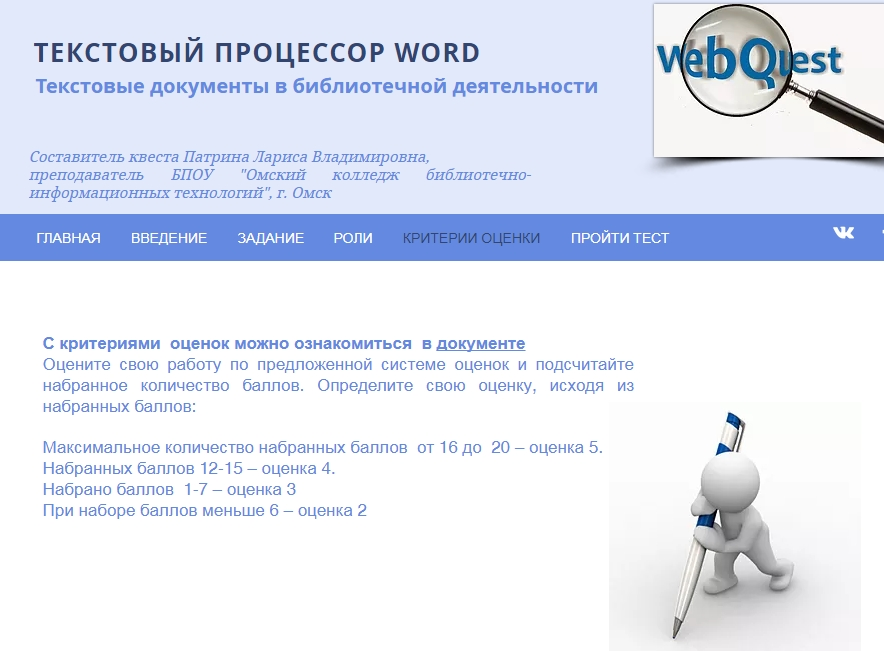 ТЕКСТОВЫЙ ПРОЦЕССОР WORD
Текстовые документы в библиотечной деятельности
WebQuest
Составитель квеста Патрина Лариса Владимировна,
преподаватель БПОУ "Омский колледж библиотечно-
информационных технологий", г. Омск
ГЛАВНАЯ ВВЕДЕНИЕ ЗАДАНИЕ РОЛИ КРИТЕРИИ ОЦЕНКИ ПРОЙТИ ТЕСТ
С критериями оценок можно ознакомиться в документе
Оцените свою работу по предложенной системе оценок и подсчитайте
набранное количество баллов. Определите свою оценку, исходя из
набранных баллов:
Максимальное количество набранных баллов от 16 до 20 – оценка 5.
Набранных баллов 12-15 – оценка 4.
Набрано баллов 1-7 – оценка 3
При наборе баллов меньше 6 – оценка 2